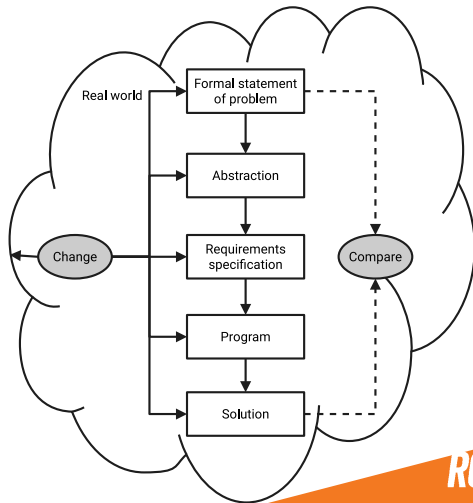 Formal statement
of problem
Real world
Abstraction
Change
Requirements
specification
Compare
Program
Solution